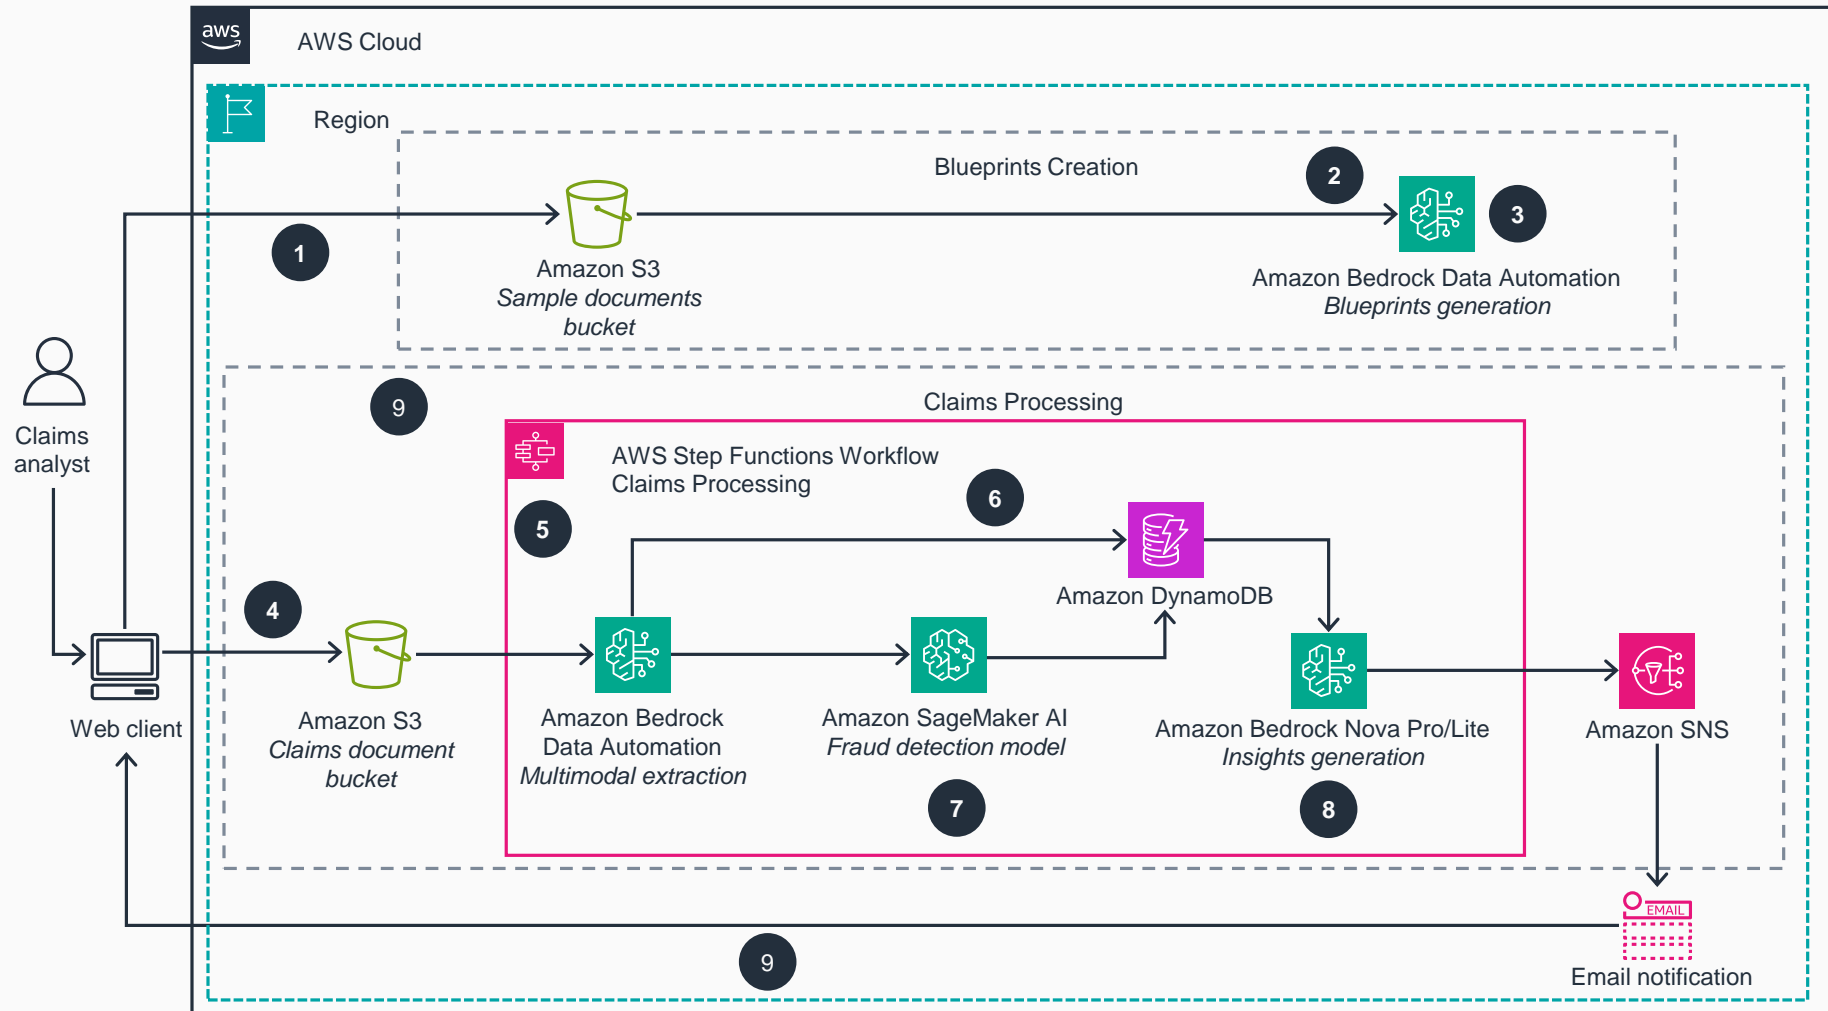 aws
AWS Cloud
Region
Blueprints Creation
2
3
1
Amazon S3
Sample documents
bucket
Amazon Bedrock Data Automation
Blueprints generation
9
Claims Processing
Claims
analyst
AWS Step Functions Workflow
Claims Processing
6
5
4
Amazon DynamoDB
Web client
Amazon S3
Claims document
bucket
Amazon Bedrock
Data Automation
Multimodal extraction
Amazon SageMaker AI
Fraud detection model
7
Amazon Bedrock Nova Pro/Lite
Insights generation
8
Amazon SNS
EMAIL
Email notification
9